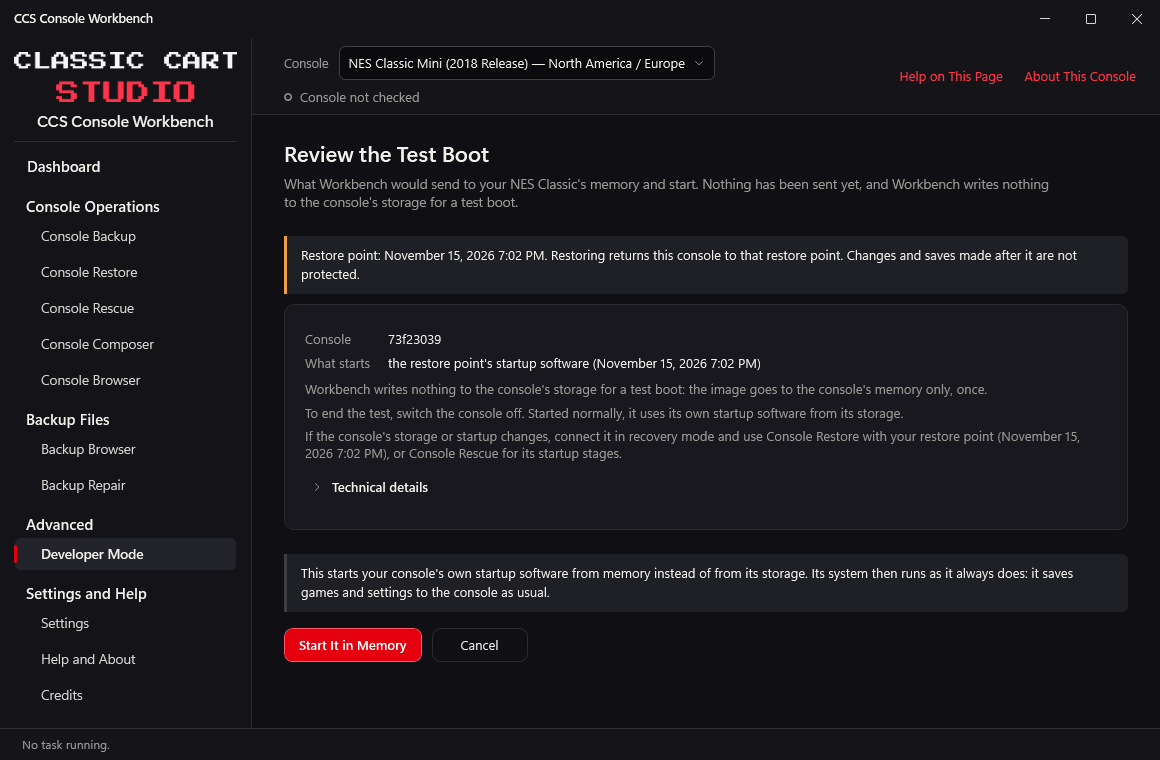 CCS Console Workbench
CLASSIC CART
STUDIO
CCS Console Workbench
Dashboard
Console Operations
Console Backup
Console Restore
Console Rescue
Console Composer
Console Browser
Backup Files
Backup Browser
Backup Repair
Advanced
Developer Mode
Settings and Help
Settings
Help and About
Credits
Console
NES Classic Mini (2018 Release) — North America / Europe
Console not checked
Help on This Page
About This Console
Review the Test Boot
What Workbench would send to your NES Classic's memory and start. Nothing has been sent yet, and Workbench writes nothing
to the console's storage for a test boot.
Restore point: November 15, 2026 7:02 PM. Restoring returns this console to that restore point. Changes and saves made after it are not
protected.
Console 73f23039
What starts the restore point's startup software (November 15, 2026 7:02 PM)
Workbench writes nothing to the console's storage for a test boot: the image goes to the console's memory only, once.
To end the test, switch the console off. Started normally, it uses its own startup software from its storage.
If the console's storage or startup changes, connect it in recovery mode and use Console Restore with your restore point (November 15,
2026 7:02 PM), or Console Rescue for its startup stages.
Technical details
This starts your console's own startup software from memory instead of from its storage. Its system then runs as it always does: it saves
games and settings to the console as usual.
Start It in Memory
Cancel
No task running.